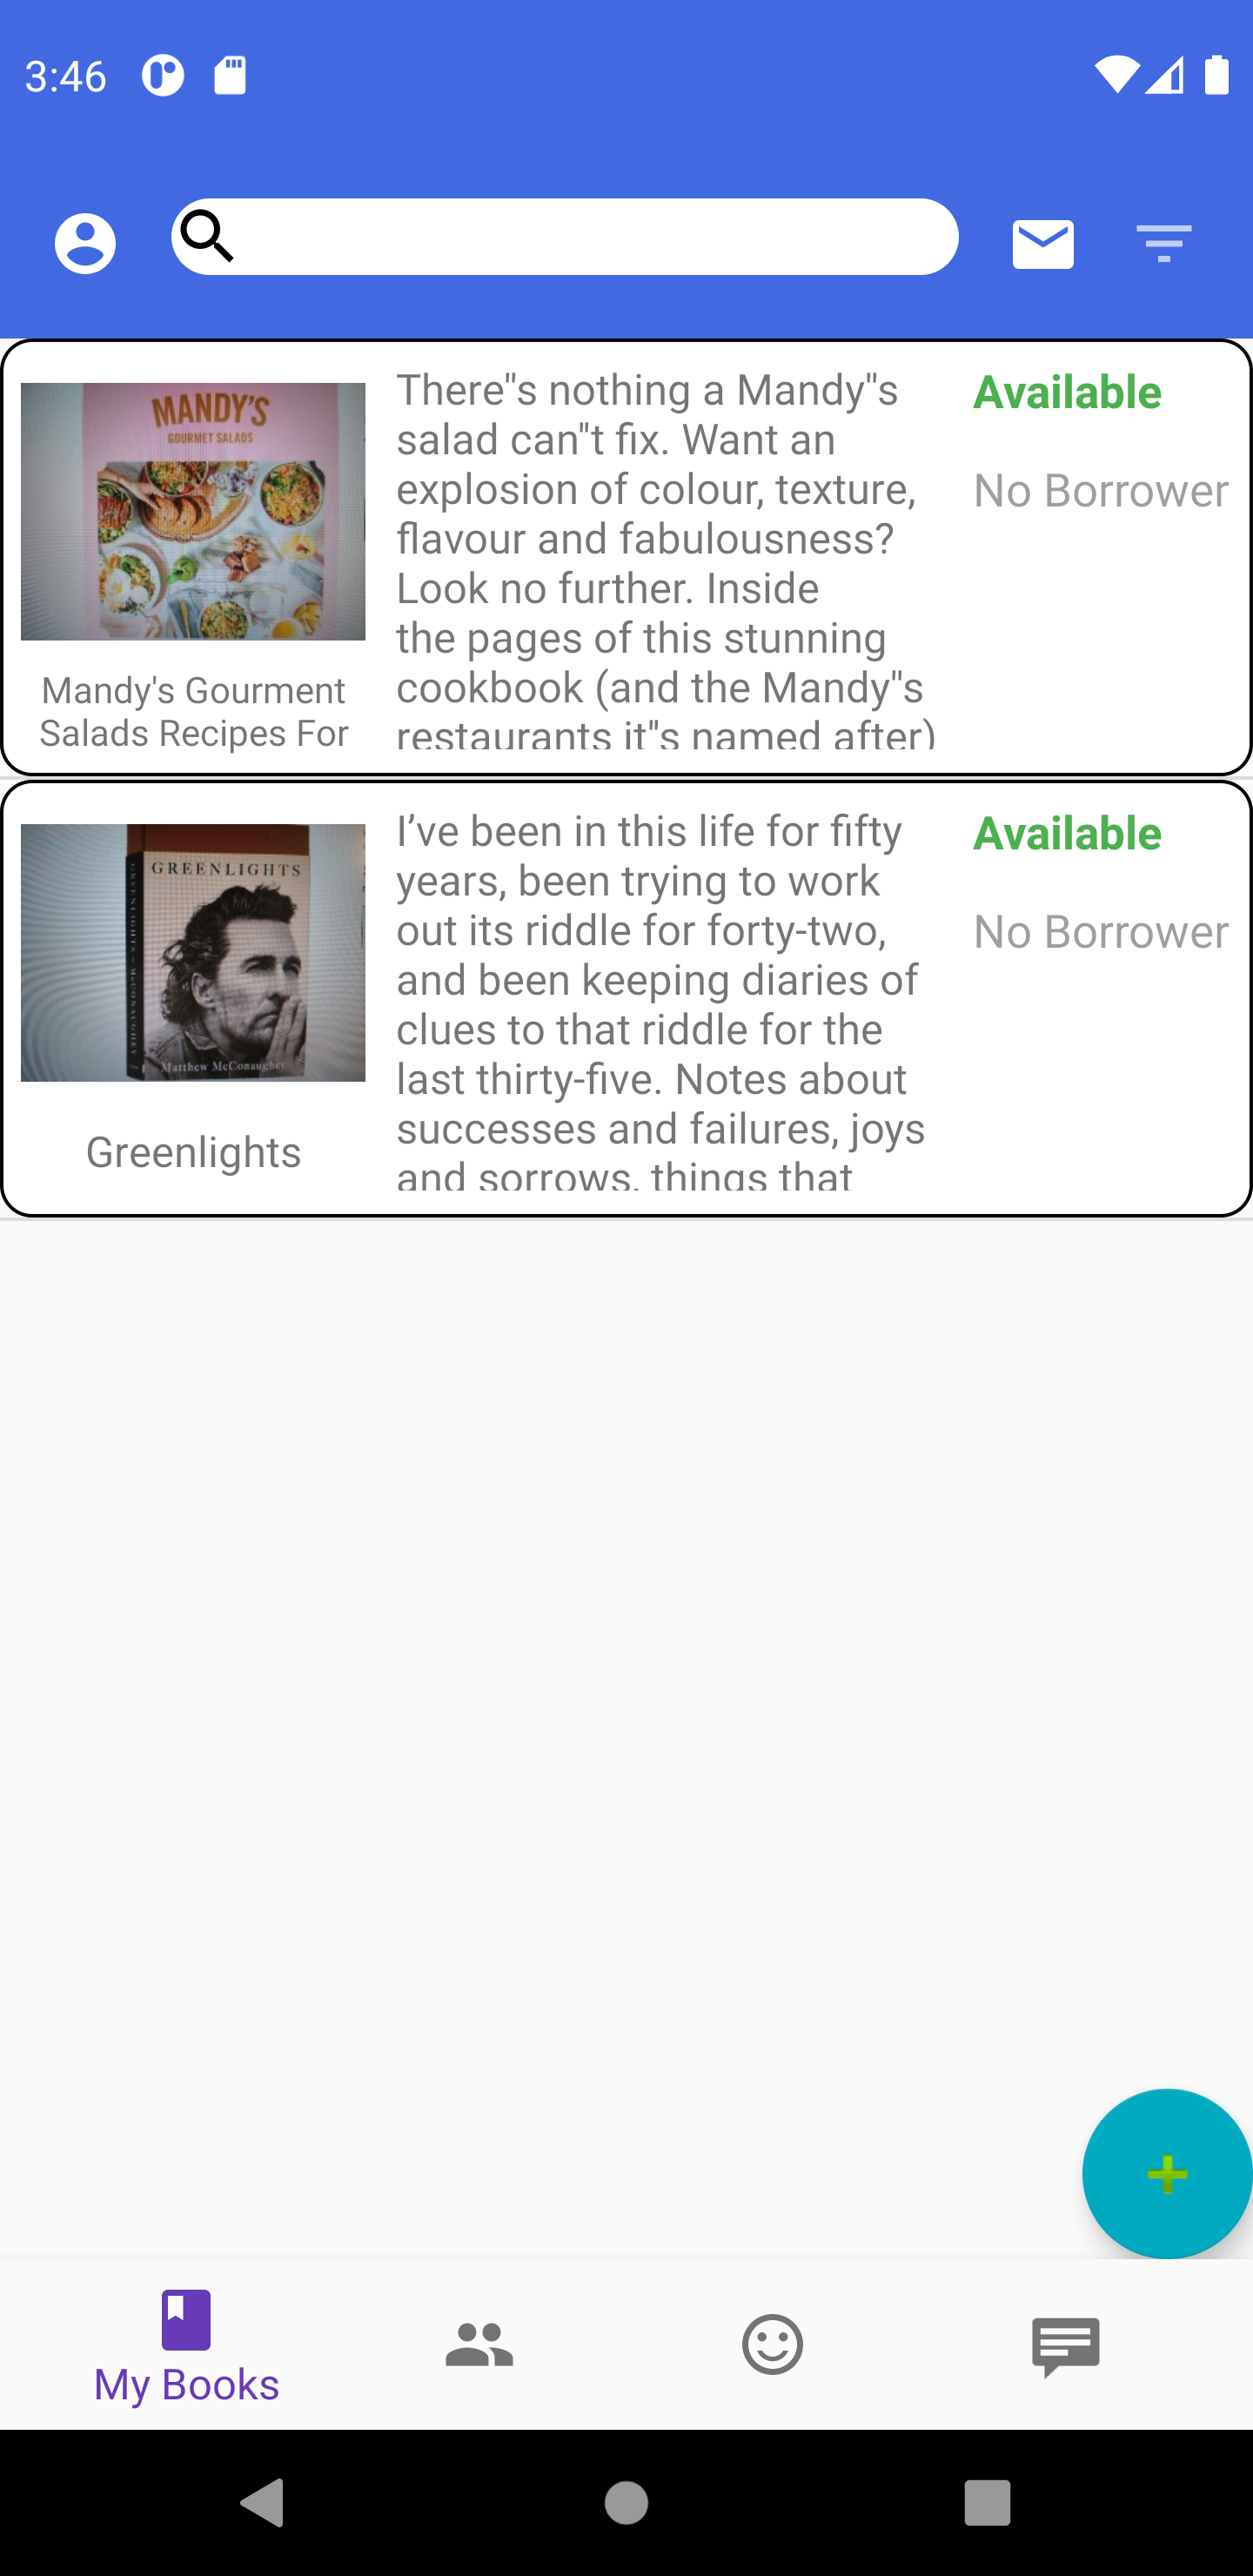 3:46
MANDY'S
GOURMET SALADS
Mandy's Gourment
Salads Recipes For
There"s nothing a Mandy"s
salad can"t fix. Want an
explosion of colour, texture,
flavour and fabulousness?
Look no further. Inside
the pages of this stunning
cookbook (and the Mandy"s
restaurants it"s named after)
Available
No Borrower
GREENLIGHTS
GREENLIGHTS — McCONAUGHEY
Matthew McConaughey
Greenlights
I’ve been in this life for fifty
years, been trying to work
out its riddle for forty-two,
and been keeping diaries of
clues to that riddle for the
last thirty-five. Notes about
successes and failures, joys
and sorrows, things that
Available
No Borrower
My Books